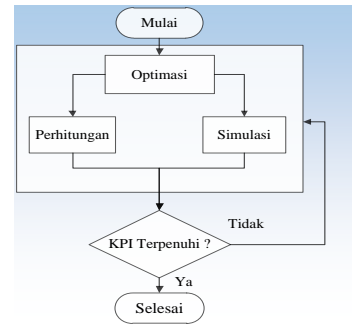 Mulai
Optimasi
Perhitungan
Simulasi
KPI Terpenuhi ?
Tidak
Ya
Selesai